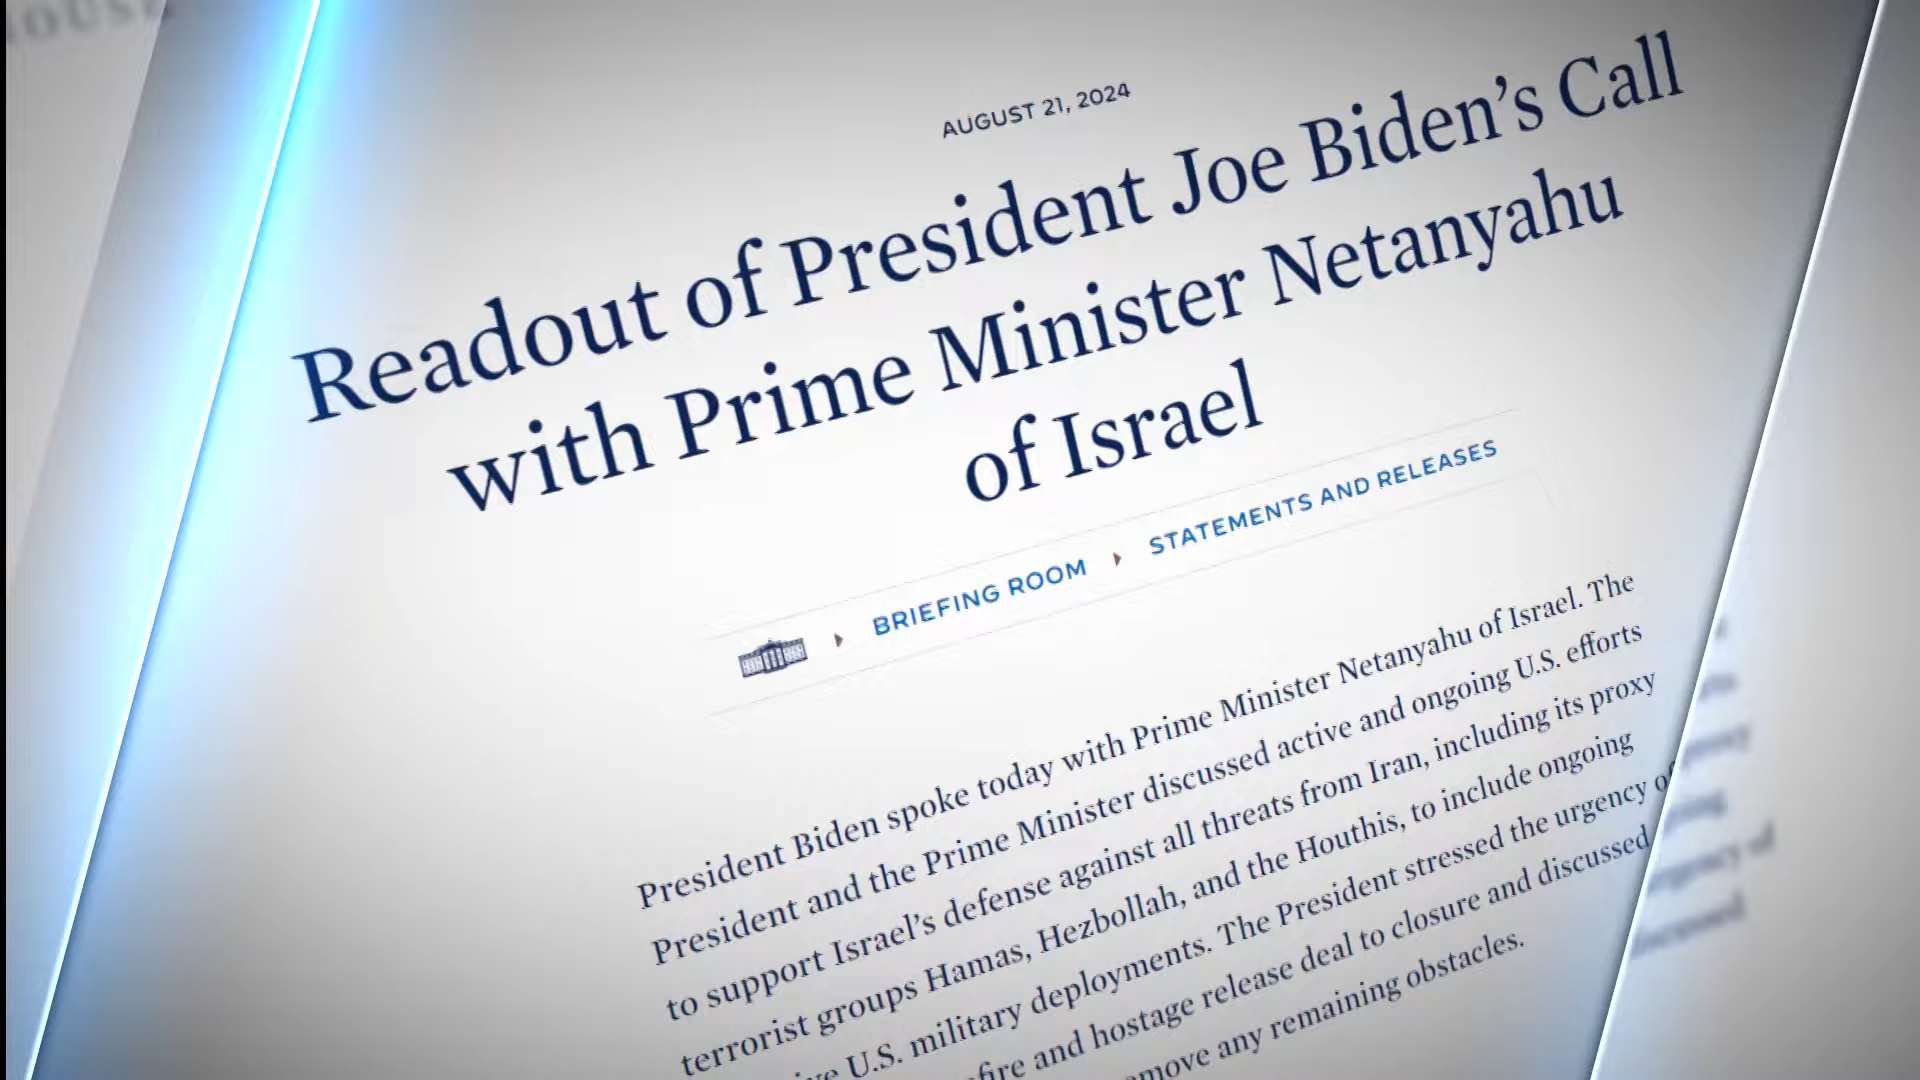 AUGUST 21, 2024
Readout of President Joe Biden’s Call
with Prime Minister Netanyahu
of Israel
BRIEFING ROOM
STATEMENTS AND RELEASES
President Biden spoke today with Prime Minister Netanyahu of Israel. The
President and the Prime Minister discussed active and ongoing U.S. efforts
to support Israel’s defense against all threats from Iran, including its proxy
terrorist groups Hamas, Hezbollah, and the Houthis, to include ongoing
U.S. military deployments. The President stressed the urgency of
and hostage release deal to closure and discussed
any remaining obstacles.